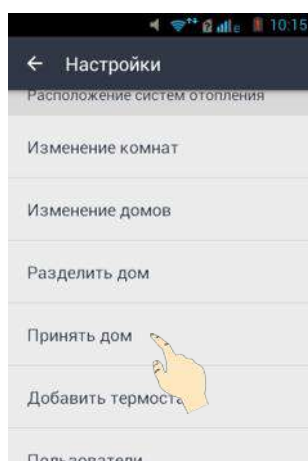 10:15
← Настройки
Расположение систем отопления
Изменение комнат
Изменение домов
Разделить дом
Принять дом
Добавить
Пользователи